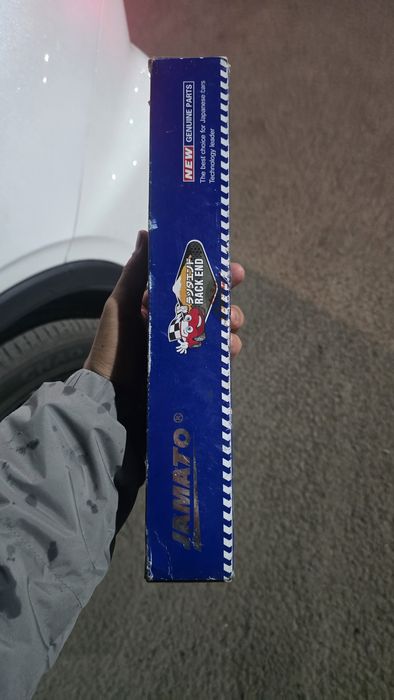 JAMATO®
ラックエンド
RACK END
NEW GENUINE PARTS
The best choice for Japanese cars
Technology leader